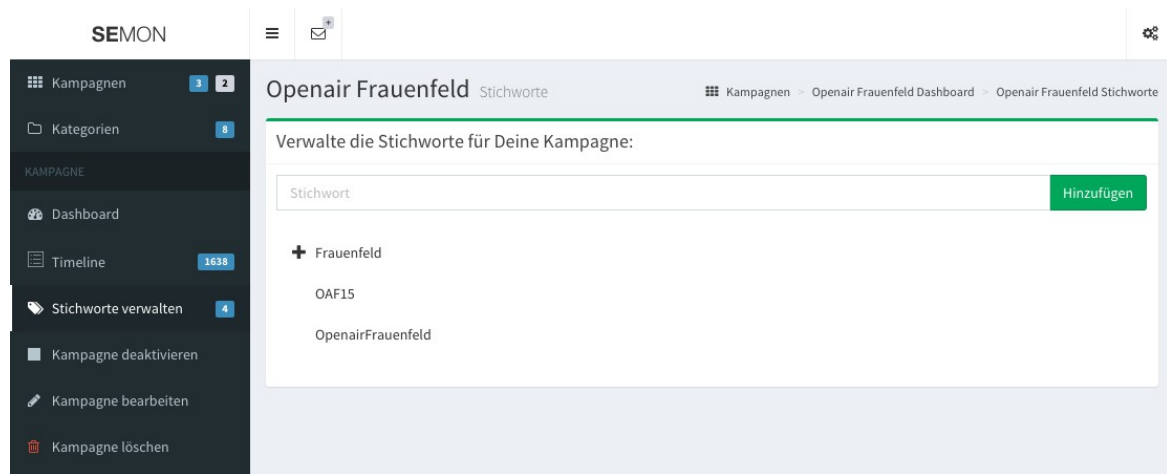 SEMON
+
Kampagnen 3 2
Kategorien 8
KAMPAGNE
Dashboard
Timeline 1638
Stichworte verwalten 4
Kampagne deaktivieren
Kampagne bearbeiten
Kampagne löschen
Openair Frauenfeld Stichworte
Kampagnen > Openair Frauenfeld Dashboard > Openair Frauenfeld Stichworte
Verwalte die Stichworte für Deine Kampagne:
Stichwort Hinzufügen
Frauenfeld
OAF15
OpenairFrauenfeld